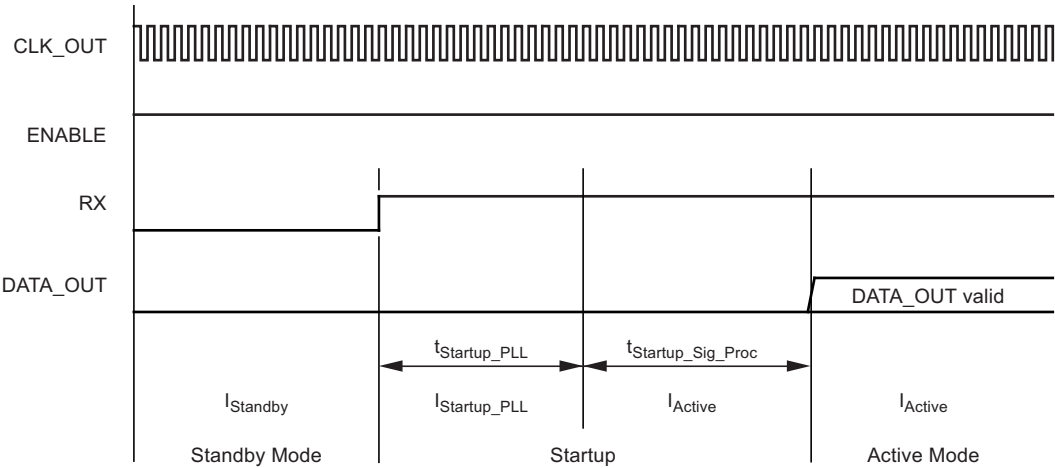 CLK_OUT
ENABLE
RX
DATA_OUT
DATA_OUT valid
tStartup_PLL
tStartup_Sig_Proc
IStandby
IStartup_PLL
IActive
IActive
Standby Mode
Startup
Active Mode